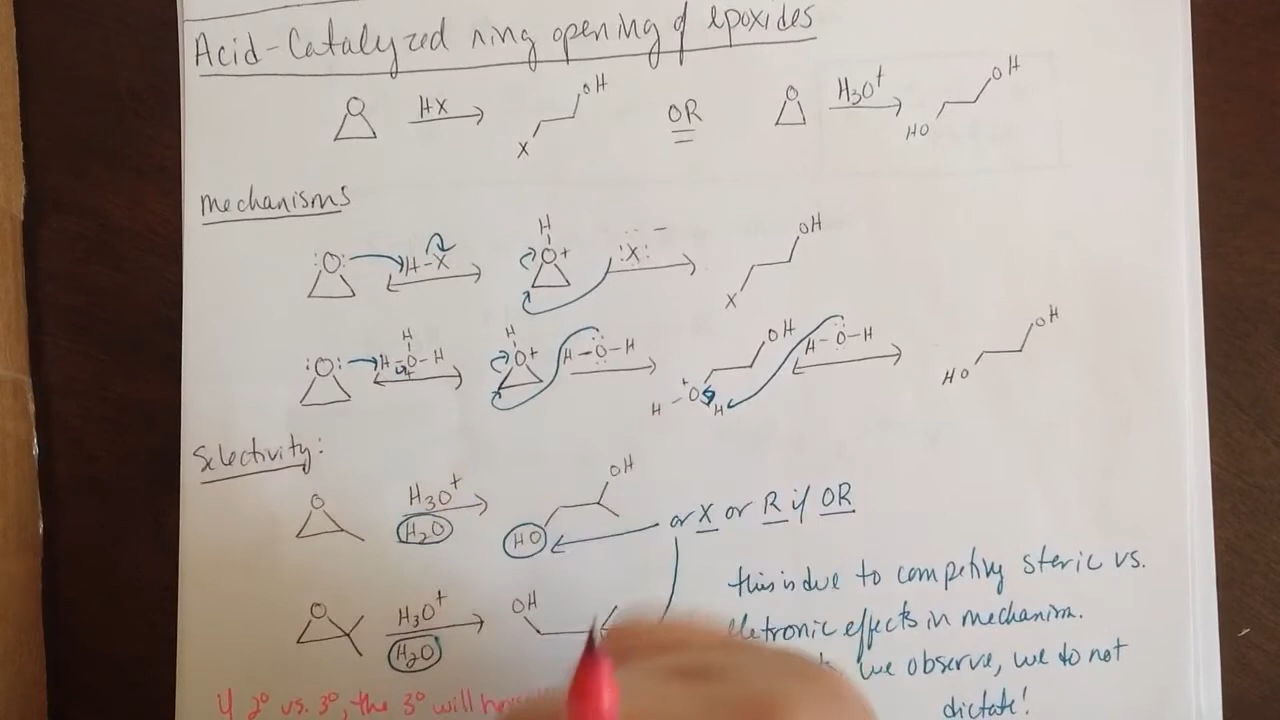 Acid-Catalyzed ring opening of epoxides
O HX OH X OR O H3O+ OH HO
Mechanisms
:O: H-X H O+ :X: - OH X
:O: H-O-H H + H O+ H-O-H OH H-O H + H-O-H OH HO
Selectivity:
O H3O+ H2O OH HO or X or R if OR
this is due to competing steric vs.
eletronic effects in mechanism.
we observe, we do not
dictate!
O H3O+ H2O OH
If 2° vs. 3°, the 3° will